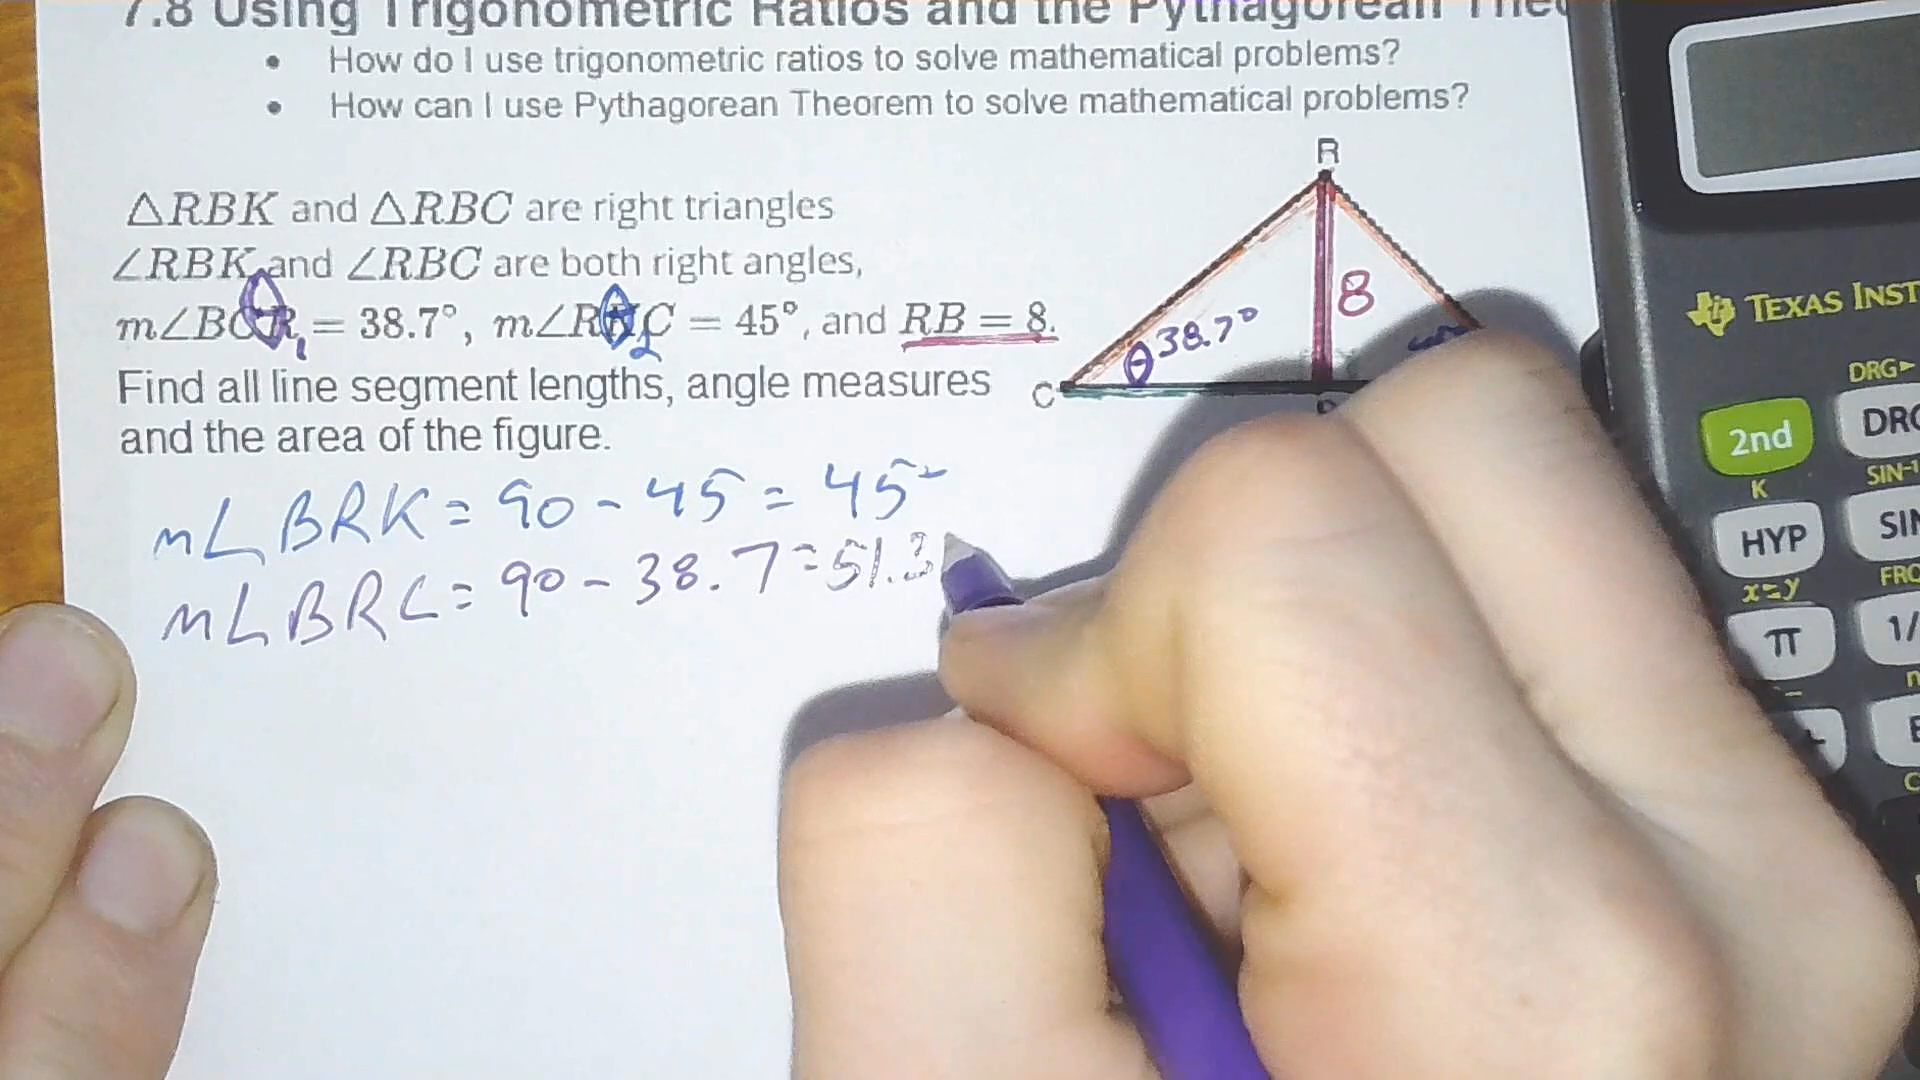 7.8 Using Trigonometric Ratios and the Pythagorean
• How do I use trigonometric ratios to solve mathematical problems?
• How can I use Pythagorean Theorem to solve mathematical problems?
△RBK and △RBC are right triangles
∠RBK and ∠RBC are both right angles,
m∠BCR = 38.7°, m∠RKC = 45°, and RB = 8.
Find all line segment lengths, angle measures
and the area of the figure.
R
8
θ 38.7°
C
m∠BRK = 90 - 45 = 45°
m∠BRC = 90 - 38.7 = 51.3
TEXAS INST
DRG▸
2nd
DRG
K
SIN-1
HYP
SIN
x=y
FRC
π
1/
n
E
C